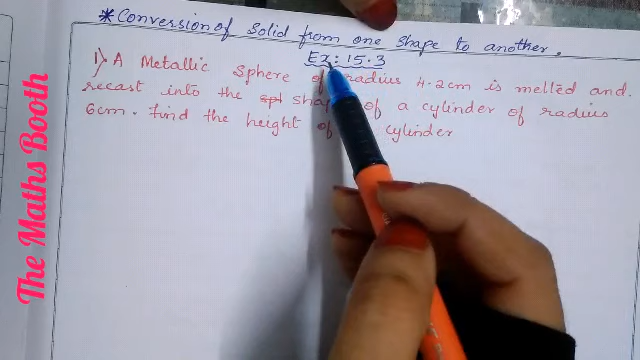 *Conversion of Solid from one shape to another.
Ex: 15.3
1). A Metallic Sphere of radius 4.2cm is melted and
recast into the shape of a cylinder of radius
6cm. find the height of cylinder
The Maths Booth